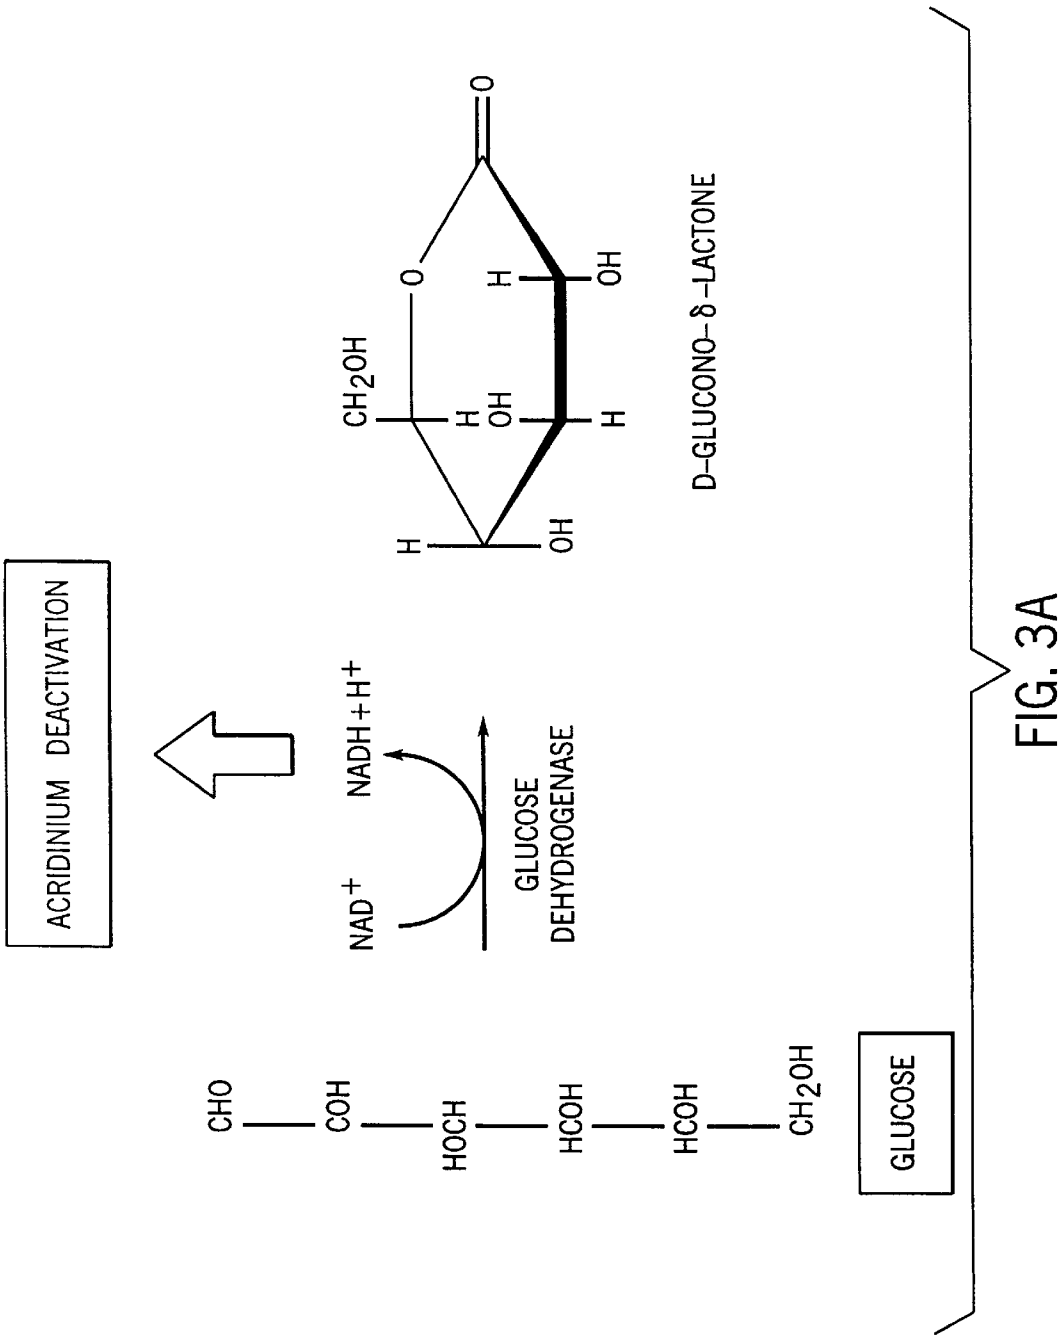 ACRIDINIUM DEACTIVATION
NAD+
NADH+H+
GLUCOSE
DEHYDROGENASE
CHO
COH
HOCH
HCOH
HCOH
CH2OH
GLUCOSE
CH2OH
O
O
H
H
OH
H
OH
H
OH
D-GLUCONO-δ-LACTONE
FIG. 3A